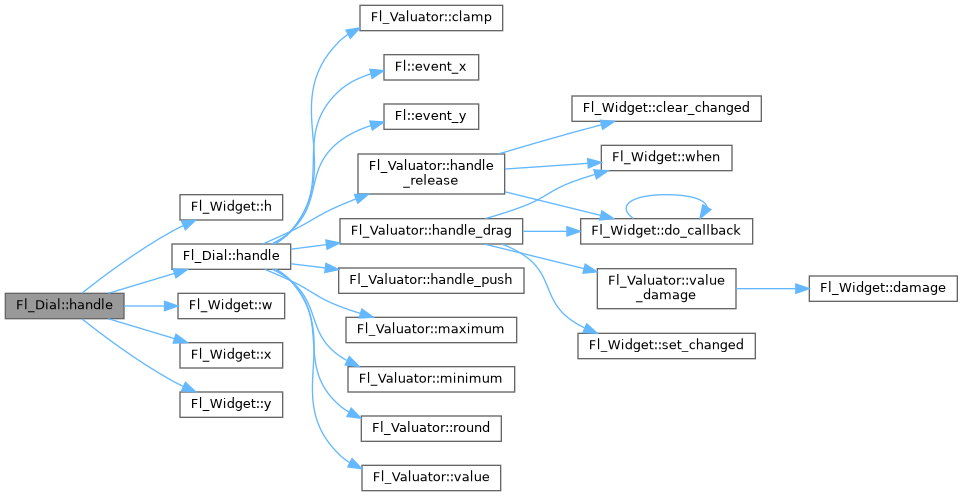 Fl_Dial::handle
Fl_Widget::h
Fl_Dial::handle
Fl_Widget::w
Fl_Widget::x
Fl_Widget::y
Fl_Valuator::clamp
Fl::event_x
Fl::event_y
Fl_Valuator::handle
_release
Fl_Valuator::handle_drag
Fl_Valuator::handle_push
Fl_Valuator::maximum
Fl_Valuator::minimum
Fl_Valuator::round
Fl_Valuator::value
Fl_Widget::clear_changed
Fl_Widget::when
Fl_Widget::do_callback
Fl_Valuator::value
_damage
Fl_Widget::set_changed
Fl_Widget::damage